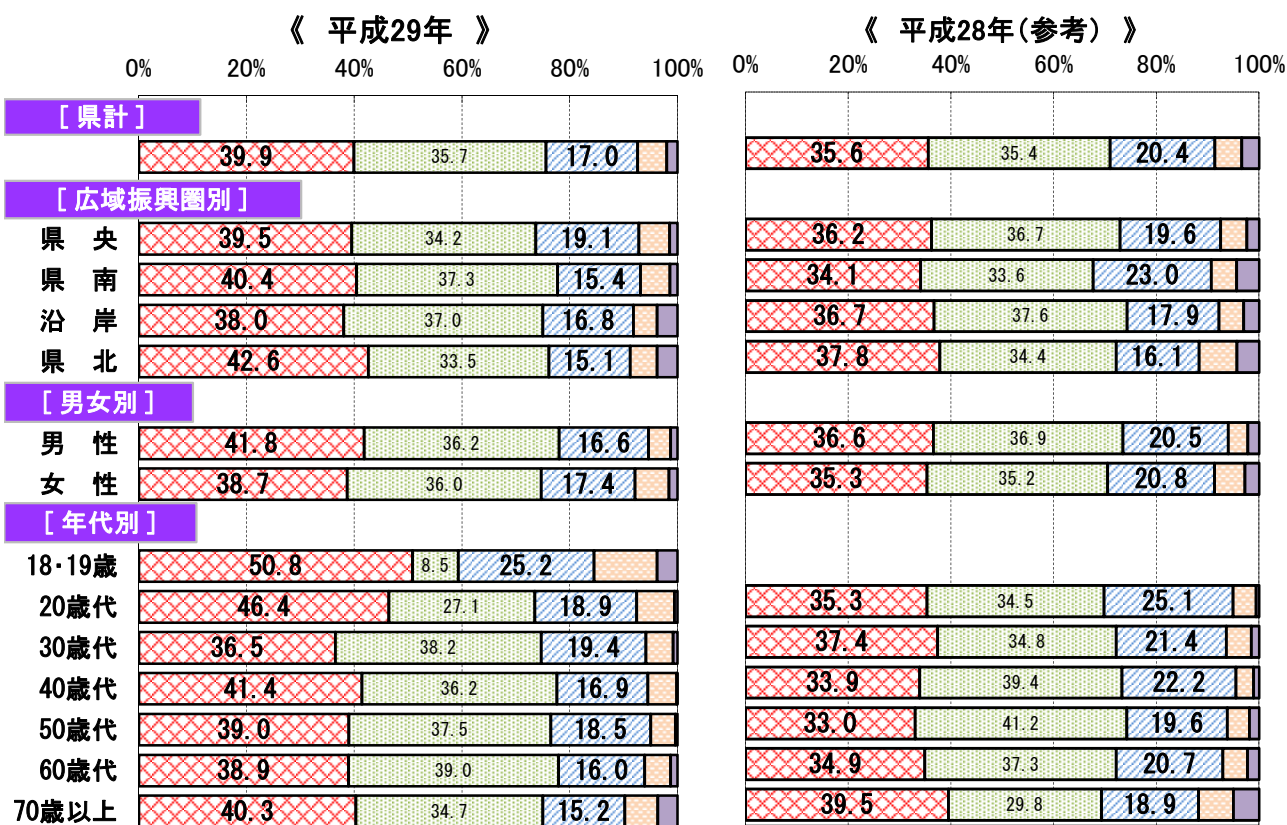 《 平成29年 》
《 平成28年(参考) 》
0% 20% 40% 60% 80% 100%
0% 20% 40% 60% 80% 100%
[ 県計 ]
39.9 35.7 17.0
35.6 35.4 20.4
[ 広域振興圏別 ]
県 央 39.5 34.2 19.1
36.2 36.7 19.6
県 南 40.4 37.3 15.4
34.1 33.6 23.0
沿 岸 38.0 37.0 16.8
36.7 37.6 17.9
県 北 42.6 33.5 15.1
37.8 34.4 16.1
[ 男女別 ]
男 性 41.8 36.2 16.6
36.6 36.9 20.5
女 性 38.7 36.0 17.4
35.3 35.2 20.8
[ 年代別 ]
18・19歳 50.8 8.5 25.2
20歳代 46.4 27.1 18.9
35.3 34.5 25.1
30歳代 36.5 38.2 19.4
37.4 34.8 21.4
40歳代 41.4 36.2 16.9
33.9 39.4 22.2
50歳代 39.0 37.5 18.5
33.0 41.2 19.6
60歳代 38.9 39.0 16.0
34.9 37.3 20.7
70歳以上 40.3 34.7 15.2
39.5 29.8 18.9